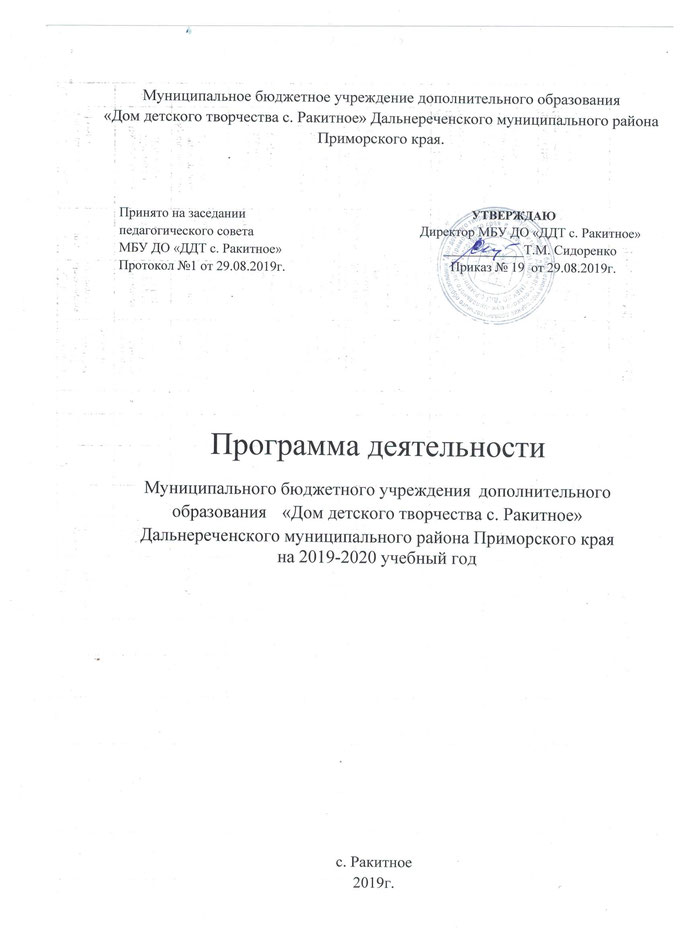 Муниципальное бюджетное учреждение дополнительного образования
«Дом детского творчества с. Ракитное» Дальнереченского муниципального района
Приморского края.
Принято на заседании
педагогического совета
МБУ ДО «ДДТ с. Ракитное»
Протокол №1 от 29.08.2019г.
УТВЕРЖДАЮ
Директор МБУ ДО «ДДТ с. Ракитное»
Т.М. Сидоренко
Приказ № 19 от 29.08.2019г.
Программа деятельности
Муниципального бюджетного учреждения дополнительного
образования «Дом детского творчества с. Ракитное»
Дальнереченского муниципального района Приморского края
на 2019-2020 учебный год
с. Ракитное
2019г.